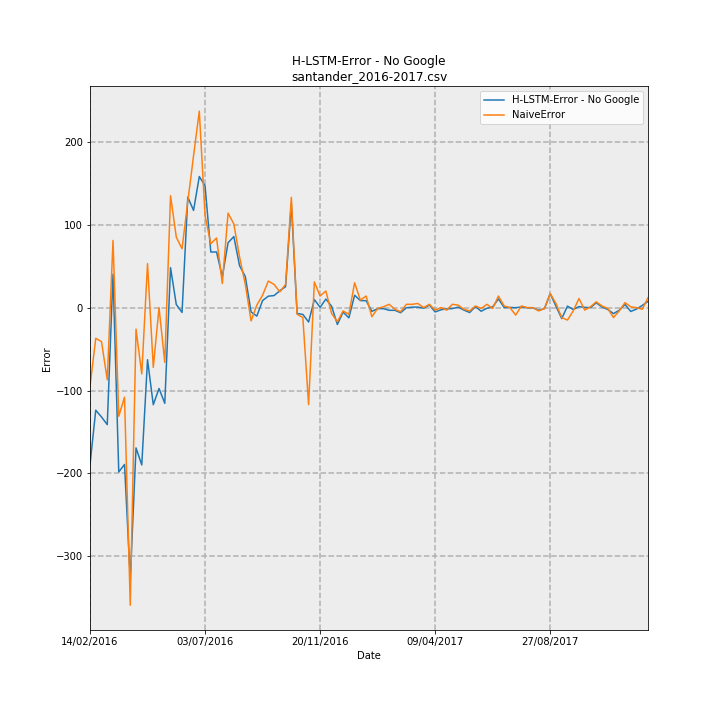 H-LSTM-Error - No Google
santander_2016-2017.csv
H-LSTM-Error - No Google
NaiveError
200
100
0
−100
−200
−300
Error
14/02/2016
03/07/2016
20/11/2016
09/04/2017
27/08/2017
Date